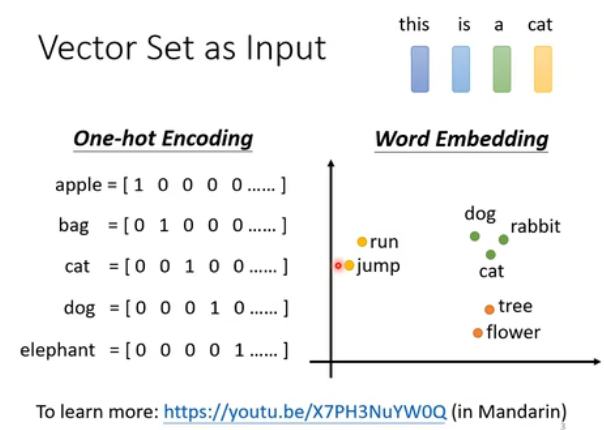 this is a cat
Vector Set as Input
One-hot Encoding
apple = [ 1 0 0 0 0 …… ]
bag = [ 0 1 0 0 0 …… ]
cat = [ 0 0 1 0 0 …… ]
dog = [ 0 0 0 1 0 …… ]
elephant = [ 0 0 0 0 1 …… ]
Word Embedding
dog
rabbit
run
cat
jump
tree
flower
To learn more: https://youtu.be/X7PH3NuYW0Q (in Mandarin)
3